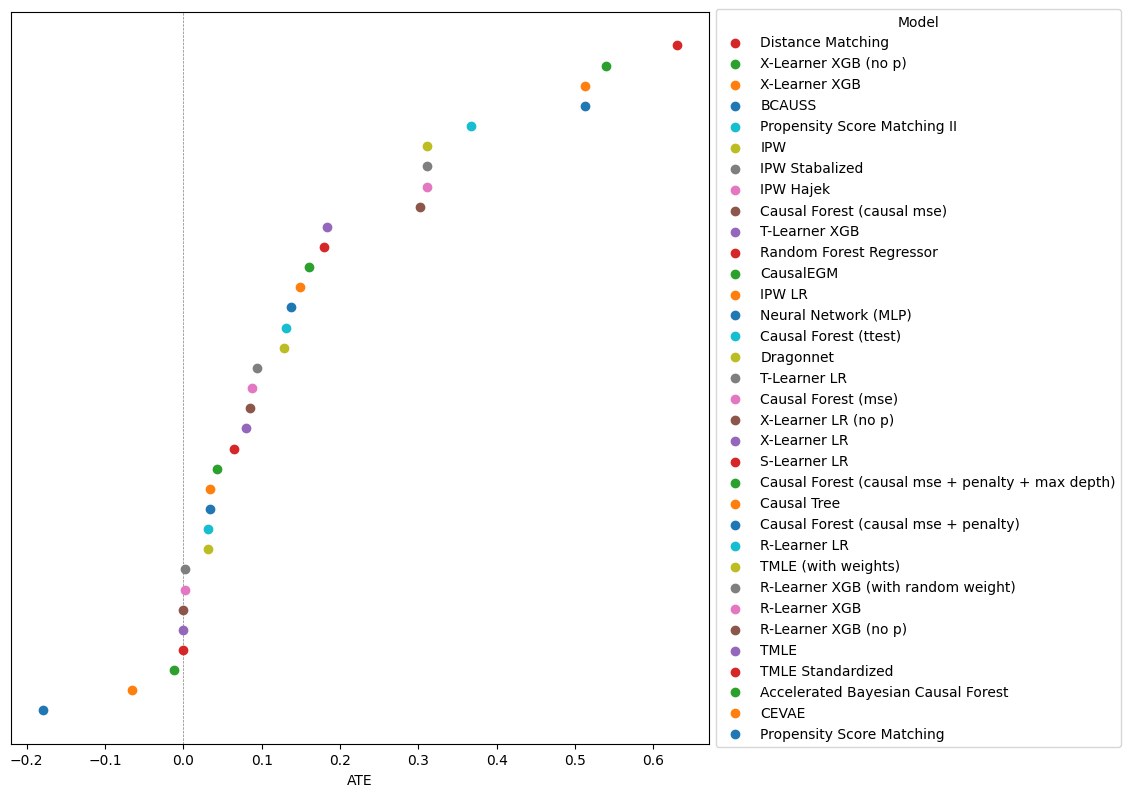 Model
Distance Matching
X-Learner XGB (no p)
X-Learner XGB
BCAUSS
Propensity Score Matching II
IPW
IPW Stabalized
IPW Hajek
Causal Forest (causal mse)
T-Learner XGB
Random Forest Regressor
CausalEGM
IPW LR
Neural Network (MLP)
Causal Forest (ttest)
Dragonnet
T-Learner LR
Causal Forest (mse)
X-Learner LR (no p)
X-Learner LR
S-Learner LR
Causal Forest (causal mse + penalty + max depth)
Causal Tree
Causal Forest (causal mse + penalty)
R-Learner LR
TMLE (with weights)
R-Learner XGB (with random weight)
R-Learner XGB
R-Learner XGB (no p)
TMLE
TMLE Standardized
Accelerated Bayesian Causal Forest
CEVAE
Propensity Score Matching
−0.2 −0.1 0.0 0.1 0.2 0.3 0.4 0.5 0.6
ATE